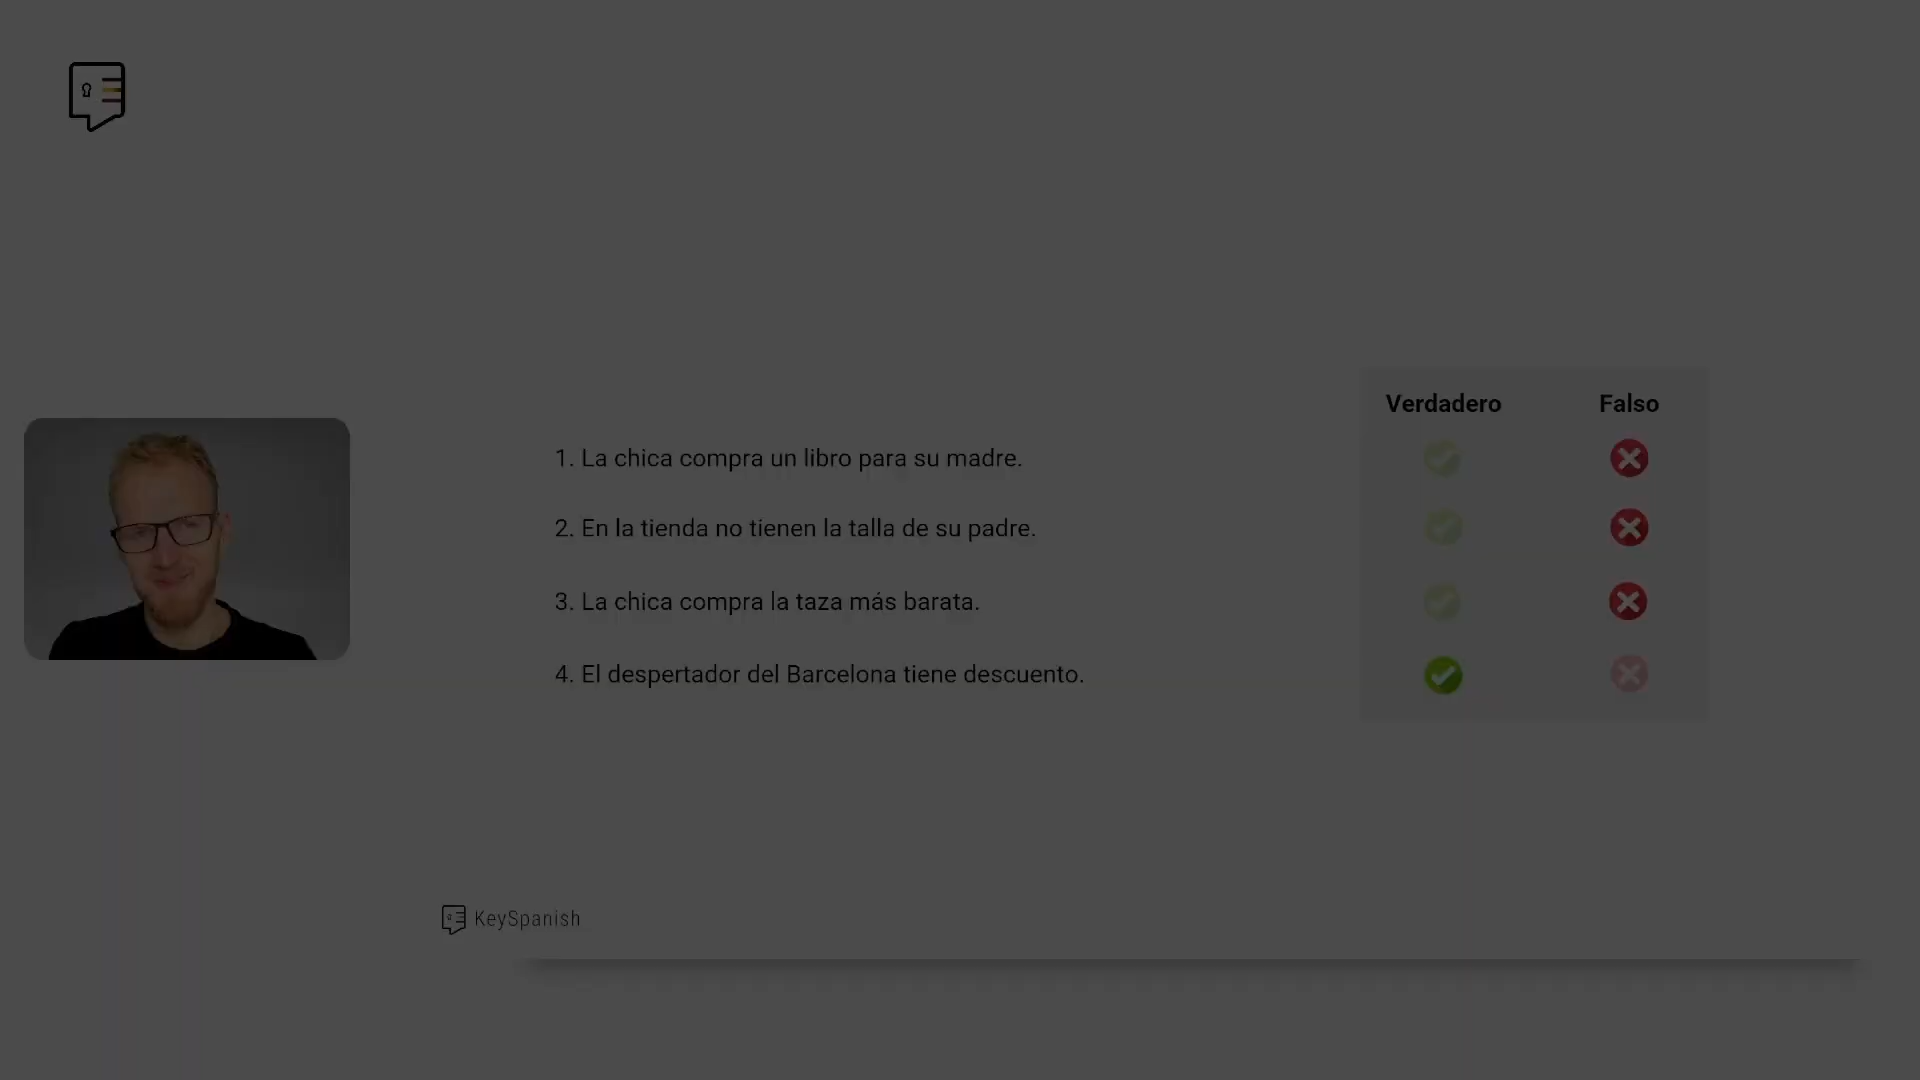 Verdadero Falso
1. La chica compra un libro para su madre.
2. En la tienda no tienen la talla de su padre.
3. La chica compra la taza más barata.
4. El despertador del Barcelona tiene descuento.
KeySpanish